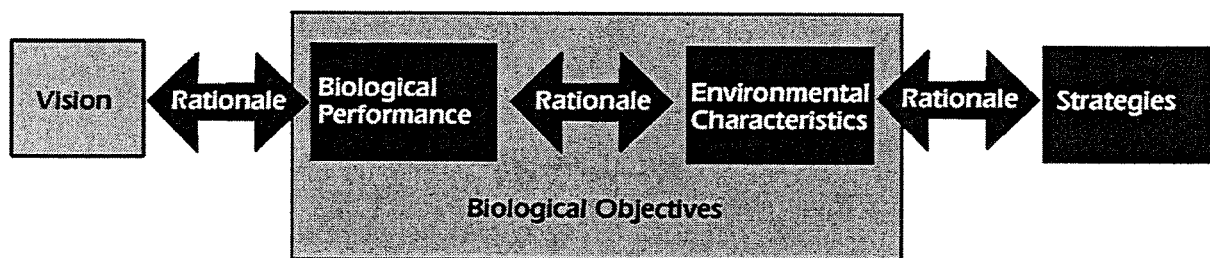 Vision
Rationale
Biological
Performance
Rationale
Environmental
Characteristics
Rationale
Strategies
Biological Objectives